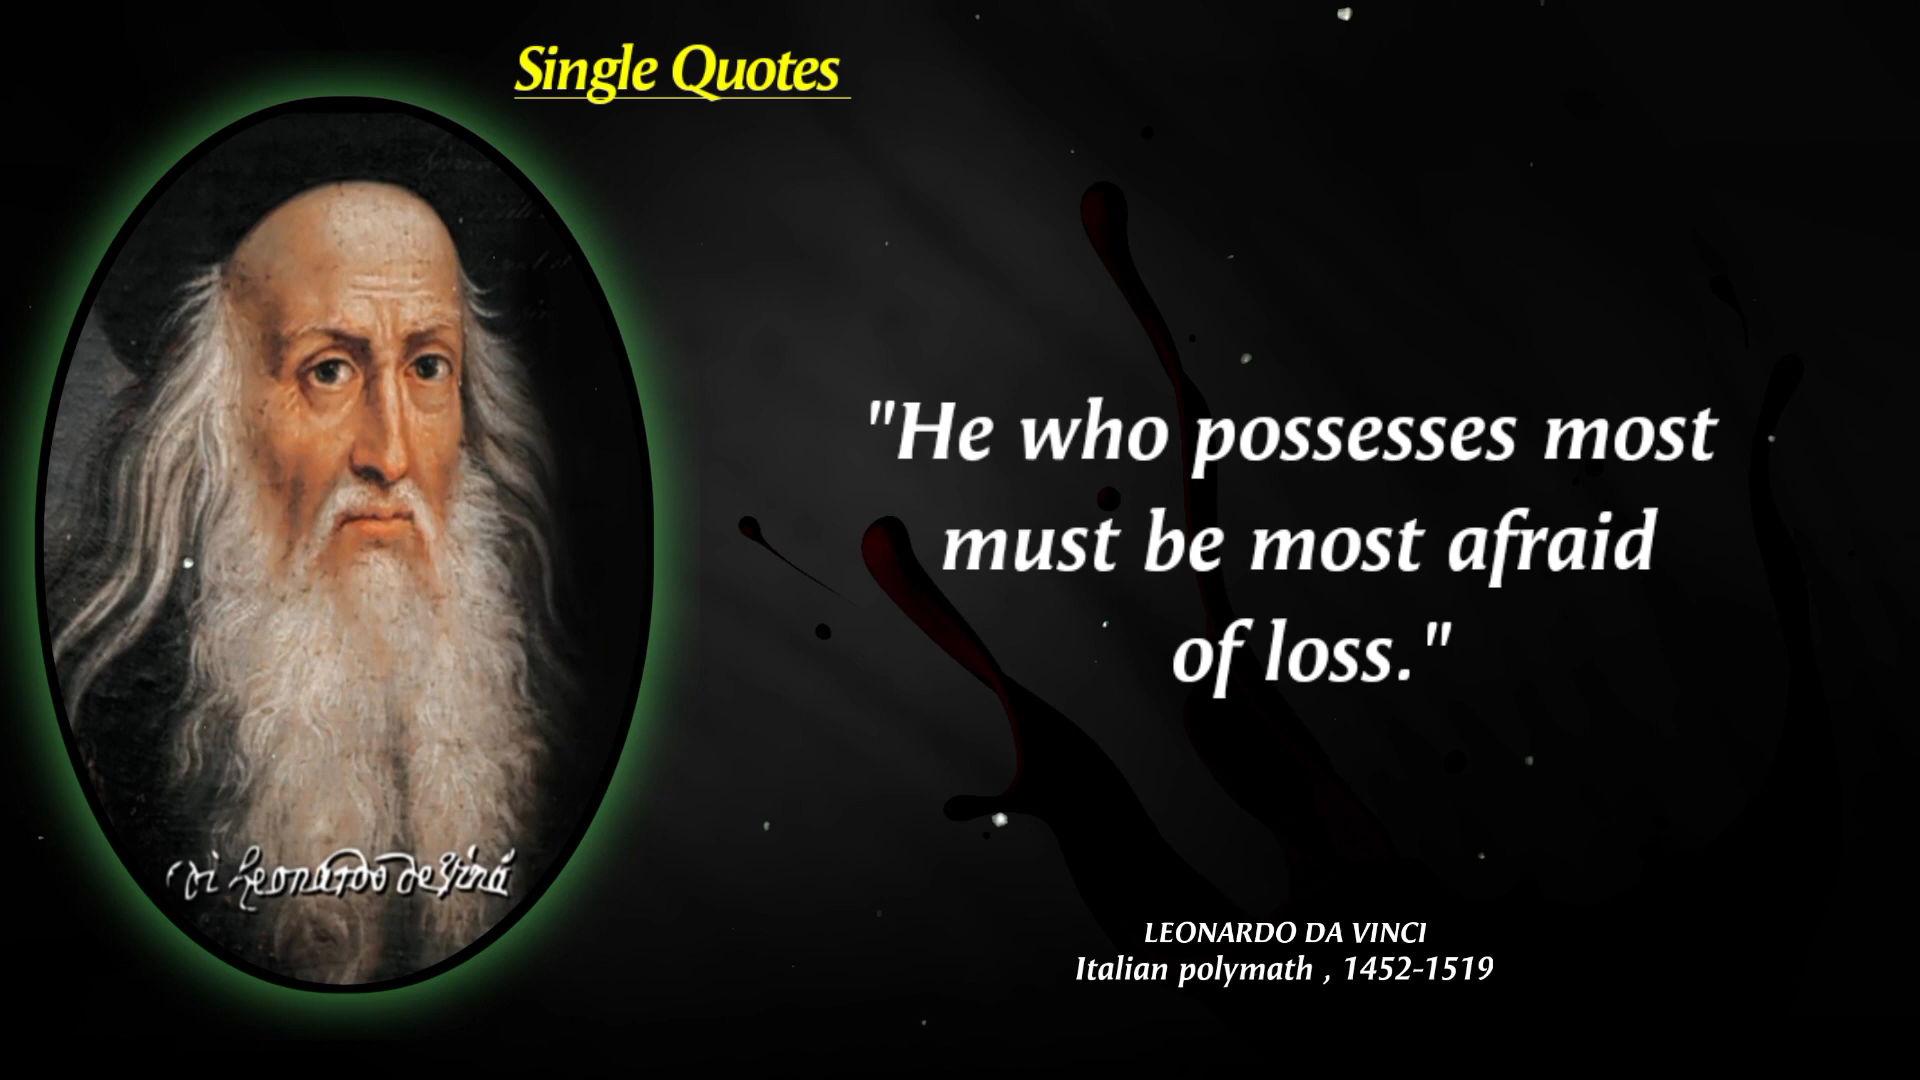 Single Quotes
"He who possesses most
must be most afraid
of loss."
Leonardo
LEONARDO DA VINCI
Italian polymath , 1452-1519